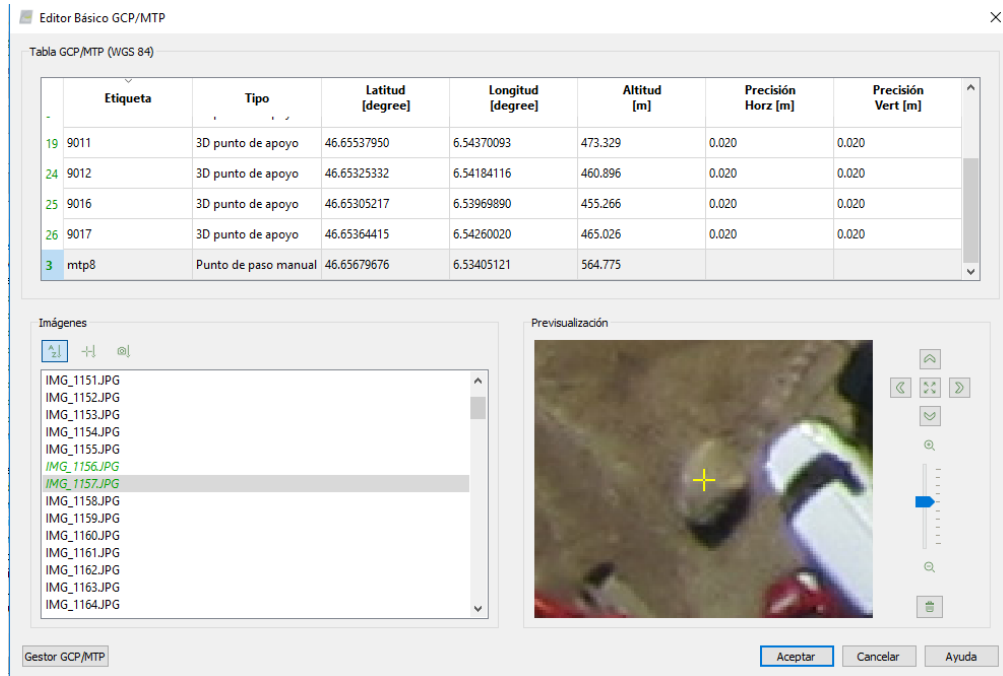 Editor Básico GCP/MTP
Tabla GCP/MTP (WGS 84)
Etiqueta Tipo Latitud [degree] Longitud [degree] Altitud [m] Precisión Horz [m] Precisión Vert [m]
19 9011 3D punto de apoyo 46.65537950 6.54370093 473.329 0.020 0.020
24 9012 3D punto de apoyo 46.65325332 6.54184116 460.896 0.020 0.020
25 9016 3D punto de apoyo 46.65305217 6.53969890 455.266 0.020 0.020
26 9017 3D punto de apoyo 46.65364415 6.54260020 465.026 0.020 0.020
3 mtp8 Punto de paso manual 46.65679676 6.53405121 564.775
Imágenes
IMG_1151.JPG
IMG_1152.JPG
IMG_1153.JPG
IMG_1154.JPG
IMG_1155.JPG
IMG_1156.JPG
IMG_1157.JPG
IMG_1158.JPG
IMG_1159.JPG
IMG_1160.JPG
IMG_1161.JPG
IMG_1162.JPG
IMG_1163.JPG
IMG_1164.JPG
Previsualización
Gestor GCP/MTP
Aceptar
Cancelar
Ayuda